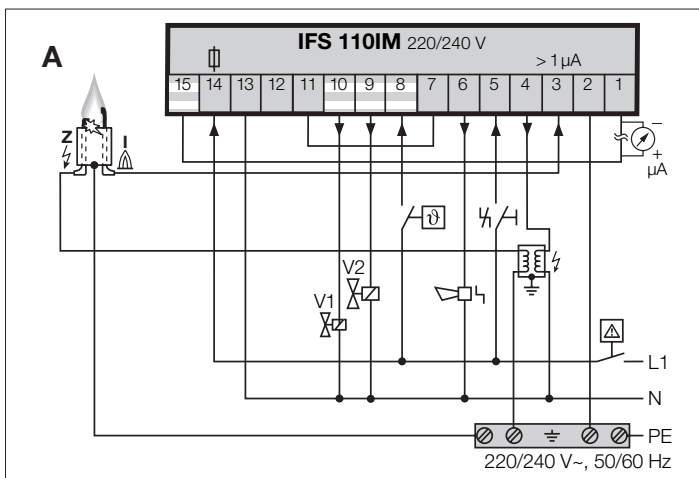 A
IFS 110IM 220/240 V
> 1 µA
15 14 13 12 11 10 9 8 7 6 5 4 3 2 1
Z
I
–
+
µA
ϑ
V2
V1
L1
N
PE
220/240 V~, 50/60 Hz